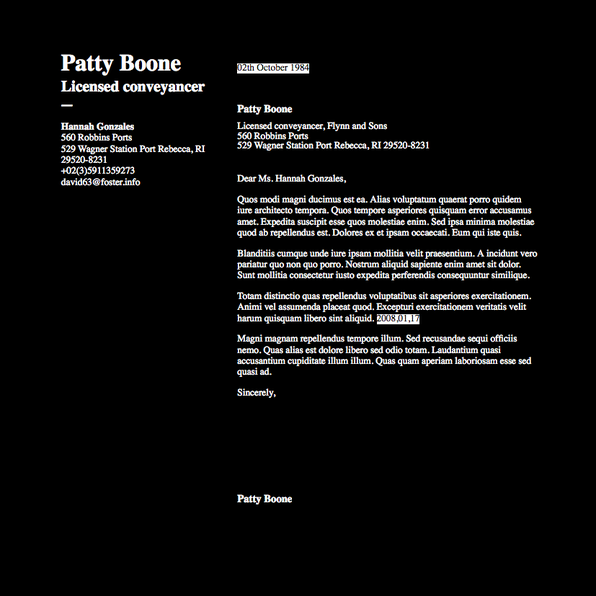 Patty Boone
Licensed conveyancer
Hannah Gonzales
560 Robbins Ports
529 Wagner Station Port Rebecca, RI
29520-8231
+02(3)5911359273
david63@foster.info
02th October 1984
Patty Boone
Licensed conveyancer, Flynn and Sons
560 Robbins Ports
529 Wagner Station Port Rebecca, RI 29520-8231
Dear Ms. Hannah Gonzales,
Quos modi magni ducimus est ea. Alias voluptatum quaerat porro quidem
iure architecto tempora. Quos tempore asperiores quisquam error accusamus
amet. Expedita suscipit esse quos molestiae enim. Sed ipsa minima molestiae
quod ab repellendus est. Dolores ex et ipsam occaecati. Eum qui iste quis.
Blanditiis cumque unde iure ipsam mollitia velit praesentium. A incidunt vero
pariatur quo non quo porro. Nostrum aliquid sapiente enim amet sit dolor.
Sunt mollitia consectetur iusto expedita perferendis consequuntur similique.
Totam distinctio quas repellendus voluptatibus sit asperiores exercitationem.
Animi vel assumenda placeat quod. Excepturi exercitationem veritatis velit
harum quisquam libero sint aliquid. 2008,01,17
Magni magnam repellendus tempore illum. Sed recusandae sequi officiis
nemo. Quas alias est dolore libero sed odio totam. Laudantium quasi
accusantium cupiditate illum illum. Quas quam aperiam laboriosam esse sed
quasi ad.
Sincerely,
Patty Boone